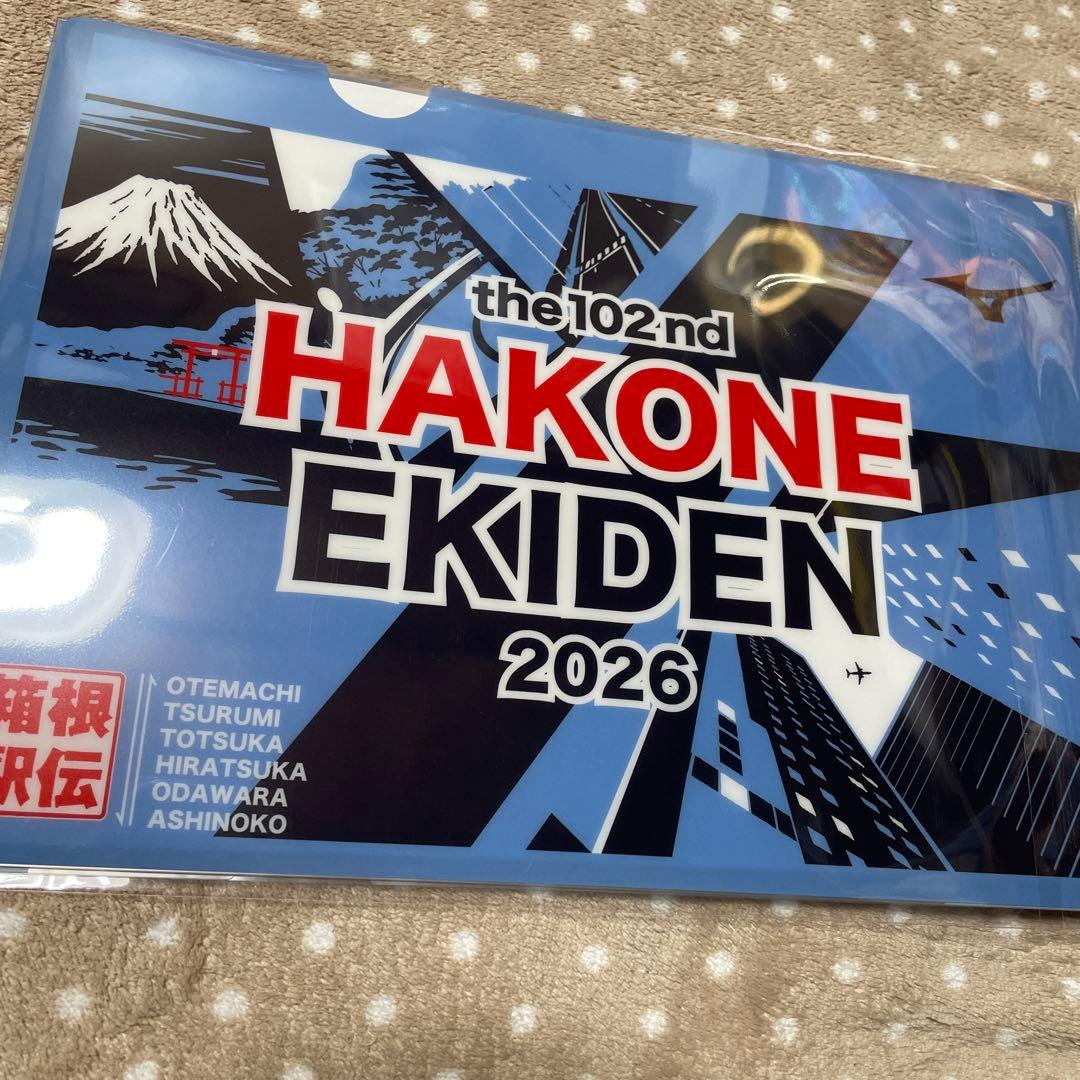 the 102nd
HAKONE
EKIDEN
2026
箱根
駅伝
OTEMACHI
TSURUMI
TOTSUKA
HIRATSUKA
ODAWARA
ASHINOKO